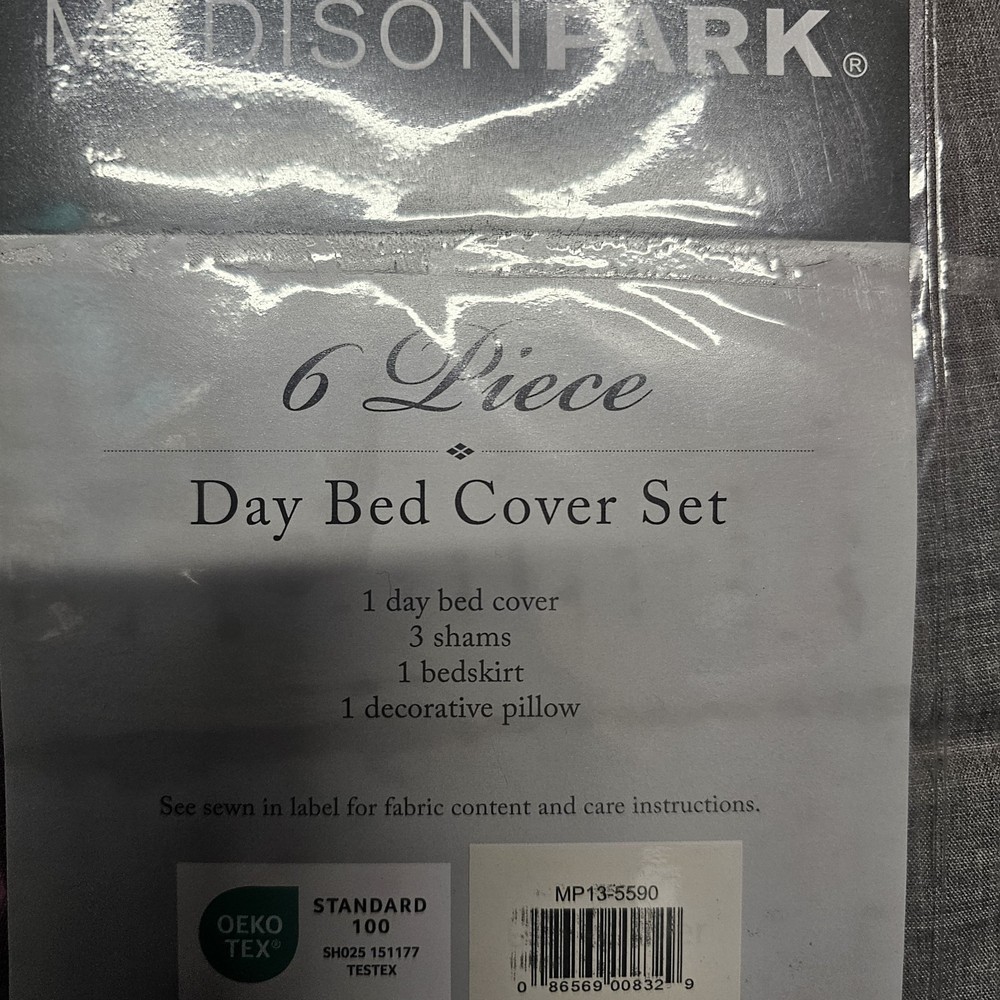 MADISONPARK®
6 Piece
Day Bed Cover Set
1 day bed cover
3 shams
1 bedskirt
1 decorative pillow
See sewn in label for fabric content and care instructions.
OEKO
TEX®
STANDARD
100
SH025 151177
TESTEX
MP13-5590
0 86569 00832 9